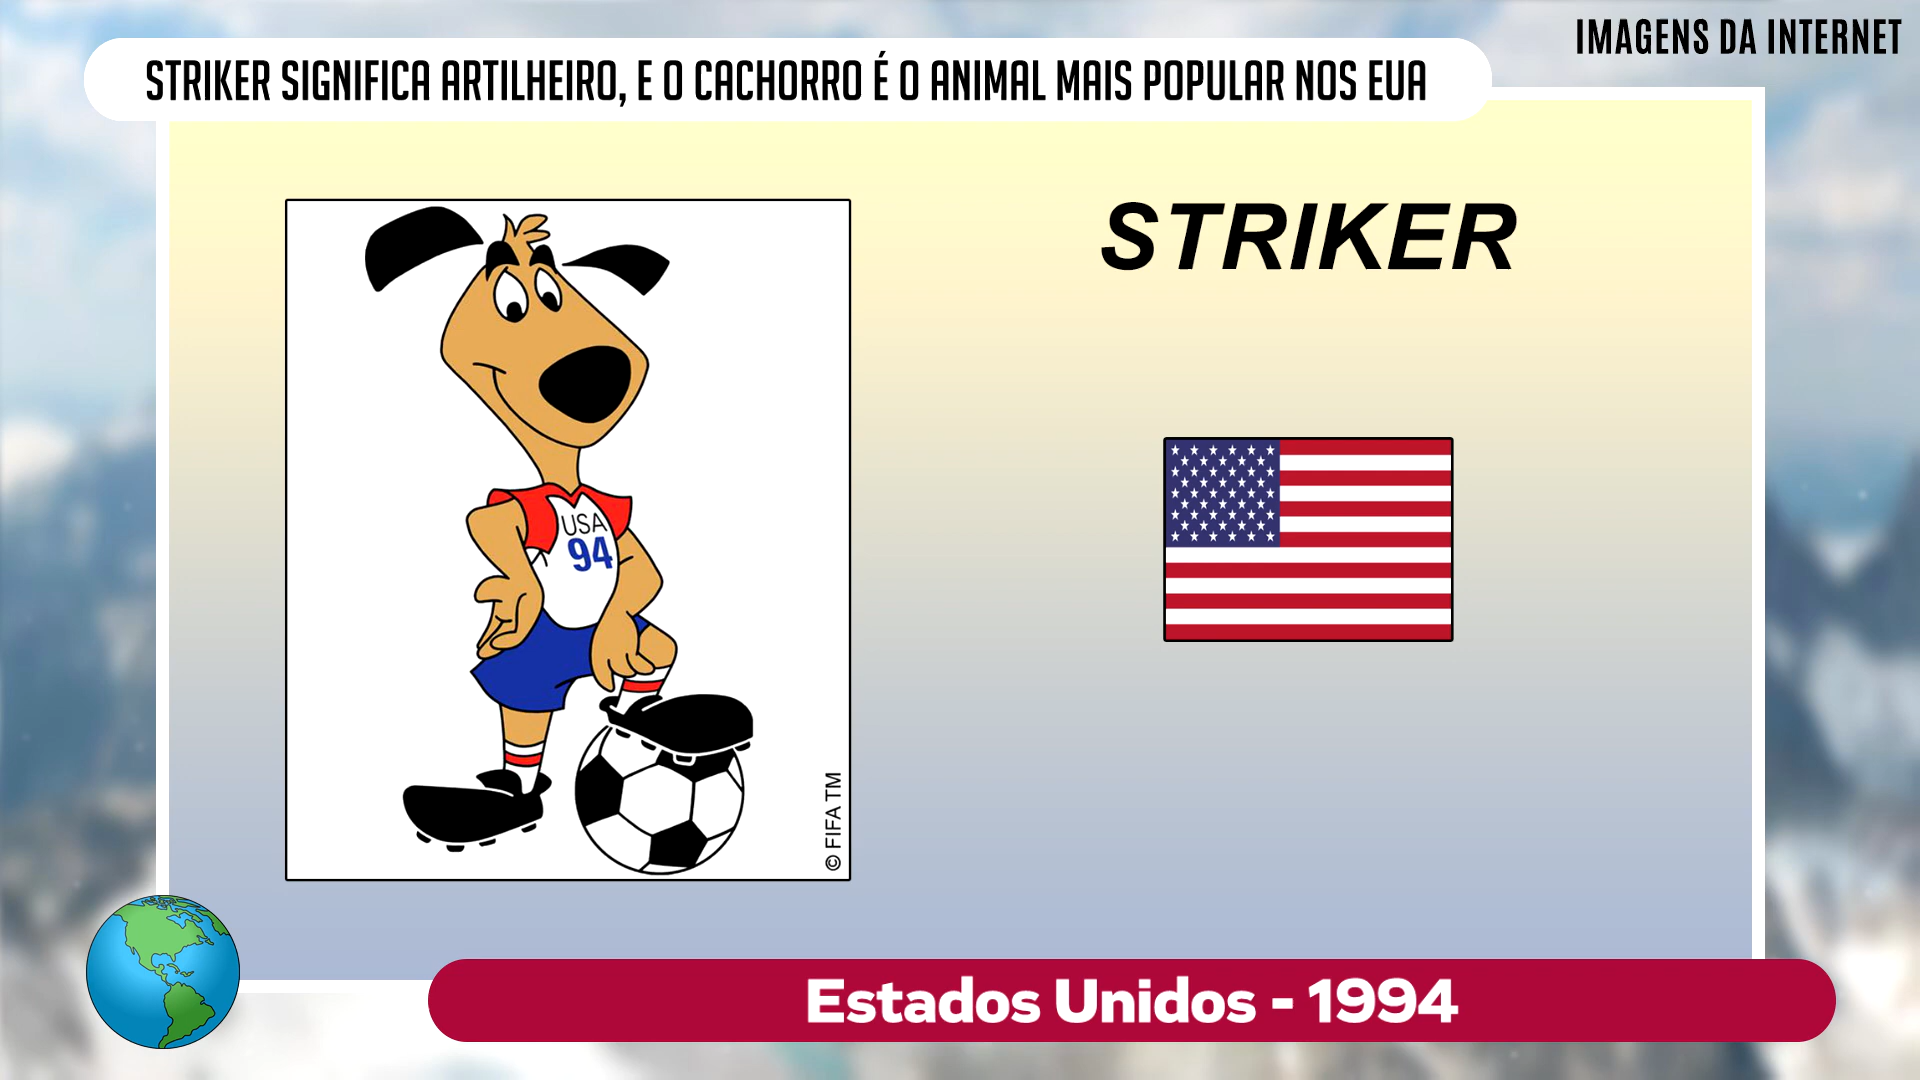 IMAGENS DA INTERNET
STRIKER SIGNIFICA ARTILHEIRO, E O CACHORRO É O ANIMAL MAIS POPULAR NOS EUA
STRIKER
USA
94
© FIFA TM
Estados Unidos - 1994